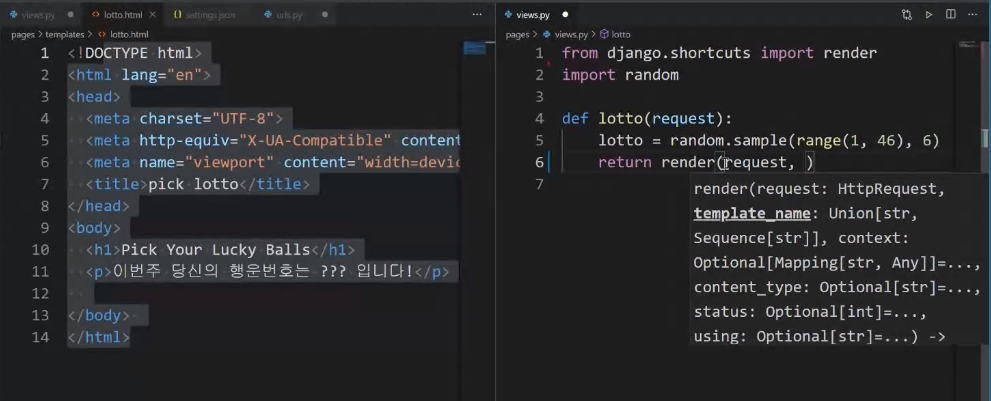 views.py
lotto.html
settings.json
urls.py
...
pages > templates > lotto.html
1 <!DOCTYPE html>
2 <html lang="en">
3 <head>
4 <meta charset="UTF-8">
5 <meta http-equiv="X-UA-Compatible" content
6 <meta name="viewport" content="width=devic
7 <title>pick lotto</title>
8 </head>
9 <body>
10 <h1>Pick Your Lucky Balls</h1>
11 <p>이번주 당신의 행운번호는 ??? 입니다!</p>
12
13 </body>
14 </html>
views.py
...
pages > views.py > lotto
1 from django.shortcuts import render
2 import random
3
4 def lotto(request):
5 lotto = random.sample(range(1, 46), 6)
6 return render(request, )
7
render(request: HttpRequest,
template_name: Union[str,
Sequence[str]], context:
Optional[Mapping[str, Any]]=...,
content_type: Optional[str]=...,
status: Optional[int]=...,
using: Optional[str]=...) ->